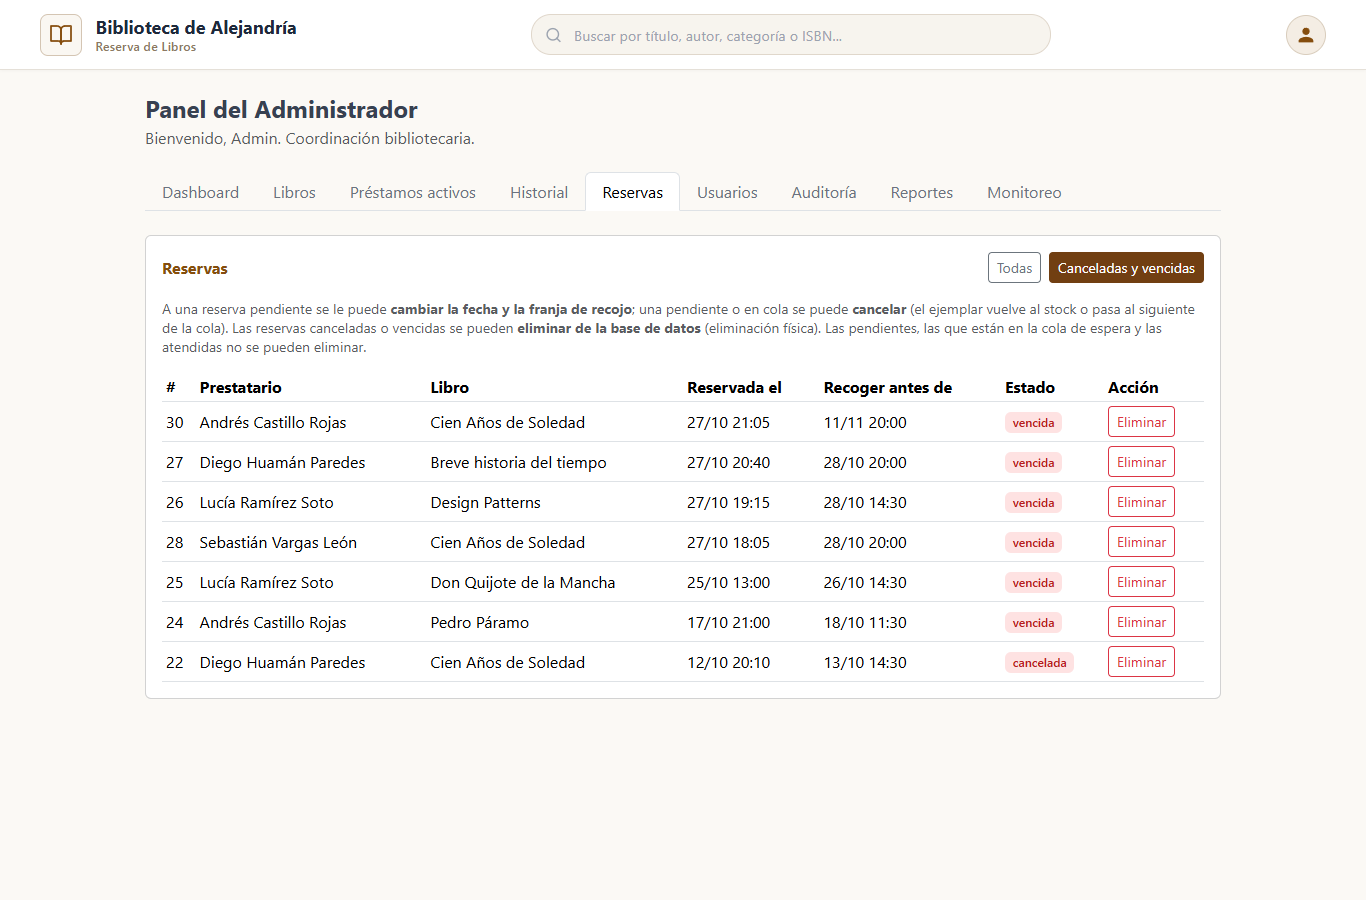 Biblioteca de Alejandría
Reserva de Libros
Buscar por título, autor, categoría o ISBN...
Panel del Administrador
Bienvenido, Admin. Coordinación bibliotecaria.
Dashboard Libros Préstamos activos Historial Reservas Usuarios Auditoría Reportes Monitoreo
Reservas
Todas Canceladas y vencidas
A una reserva pendiente se le puede cambiar la fecha y la franja de recojo; una pendiente o en cola se puede cancelar (el ejemplar vuelve al stock o pasa al siguiente
de la cola). Las reservas canceladas o vencidas se pueden eliminar de la base de datos (eliminación física). Las pendientes, las que están en la cola de espera y las
atendidas no se pueden eliminar.
# Prestatario Libro Reservada el Recoger antes de Estado Acción
30 Andrés Castillo Rojas Cien Años de Soledad 27/10 21:05 11/11 20:00 vencida Eliminar
27 Diego Huamán Paredes Breve historia del tiempo 27/10 20:40 28/10 20:00 vencida Eliminar
26 Lucía Ramírez Soto Design Patterns 27/10 19:15 28/10 14:30 vencida Eliminar
28 Sebastián Vargas León Cien Años de Soledad 27/10 18:05 28/10 20:00 vencida Eliminar
25 Lucía Ramírez Soto Don Quijote de la Mancha 25/10 13:00 26/10 14:30 vencida Eliminar
24 Andrés Castillo Rojas Pedro Páramo 17/10 21:00 18/10 11:30 vencida Eliminar
22 Diego Huamán Paredes Cien Años de Soledad 12/10 20:10 13/10 14:30 cancelada Eliminar